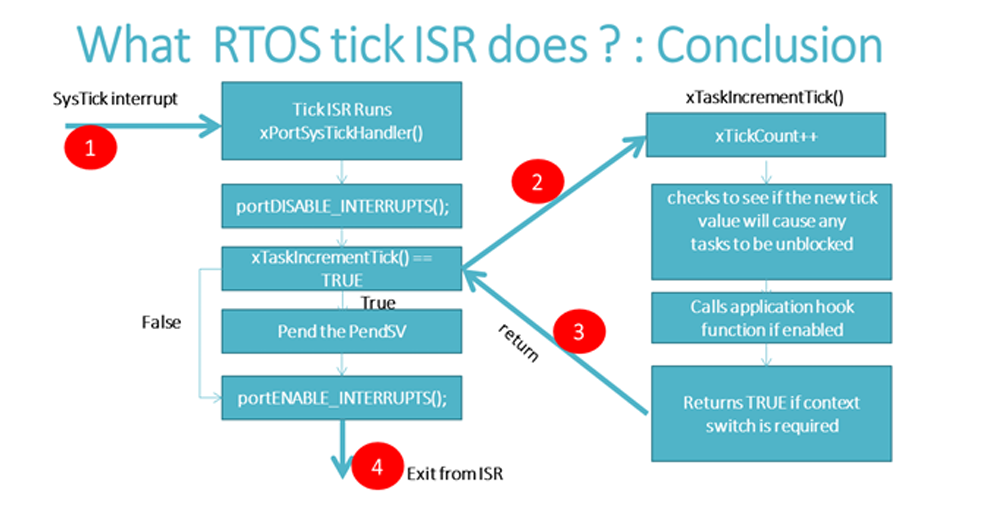 What RTOS tick ISR does ? : Conclusion
SysTick interrupt
1
Tick ISR Runs
xPortSysTickHandler()
portDISABLE_INTERRUPTS();
xTaskIncrementTick() ==
TRUE
True
False
Pend the PendSV
portENABLE_INTERRUPTS();
4
Exit from ISR
2
3
return
xTaskIncrementTick()
xTickCount++
checks to see if the new tick
value will cause any
tasks to be unblocked
Calls application hook
function if enabled
Returns TRUE if context
switch is required